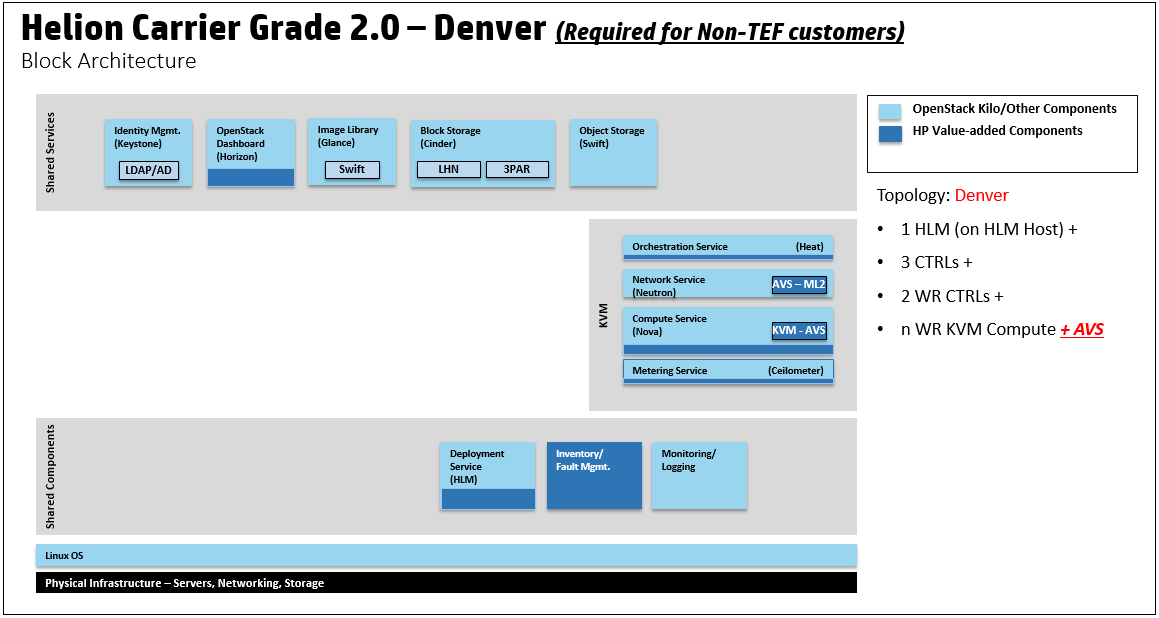 Helion Carrier Grade 2.0 – Denver (Required for Non-TEF customers)
Block Architecture
Shared Services
Identity Mgmt.
(Keystone)
LDAP/AD
OpenStack
Dashboard
(Horizon)
Image Library
(Glance)
Swift
Block Storage
(Cinder)
LHN
3PAR
Object Storage
(Swift)
KVM
Orchestration Service (Heat)
Network Service
(Neutron)
AVS – ML2
Compute Service
(Nova)
KVM - AVS
Metering Service (Ceilometer)
Shared Components
Deployment
Service
(HLM)
Inventory/
Fault Mgmt.
Monitoring/
Logging
Linux OS
Physical Infrastructure – Servers, Networking, Storage
OpenStack Kilo/Other Components
HP Value-added Components
Topology: Denver
• 1 HLM (on HLM Host) +
• 3 CTRLs +
• 2 WR CTRLs +
• n WR KVM Compute + AVS